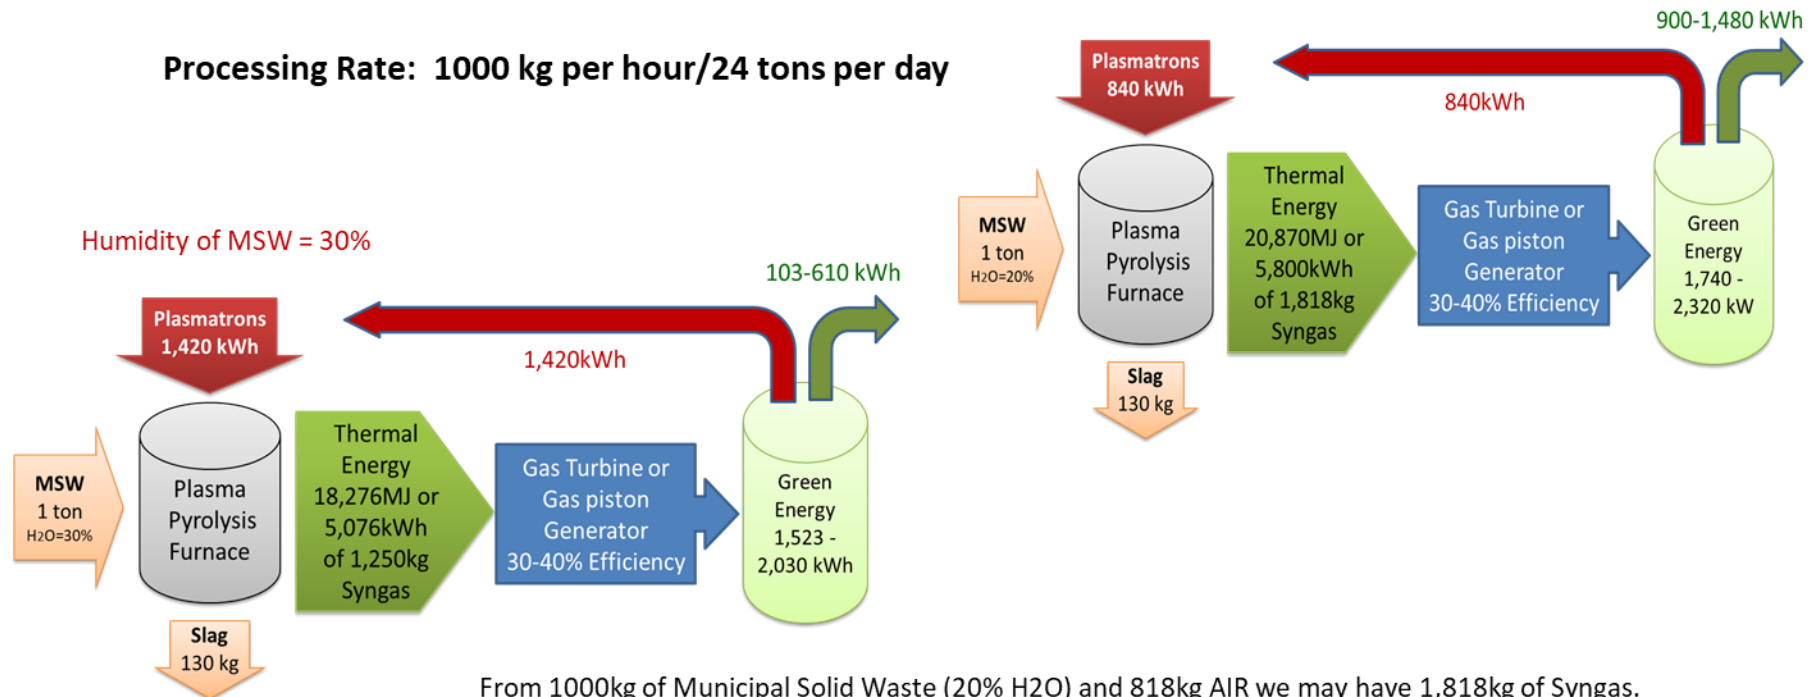 Processing Rate:  1000 kg per hour/24 tons per day
Humidity of MSW = 30%
Plasmatrons
1,420 kWh
MSW
1 ton
H2O=30%
Plasma
Pyrolysis
Furnace
Slag
130 kg
Thermal
Energy
18,276MJ or
5,076kWh
of 1,250kg
Syngas
Gas Turbine or
Gas piston
Generator
30-40% Efficiency
1,420kWh
103-610 kWh
Green
Energy
1,523 -
2,030 kWh
Plasmatrons
840 kWh
MSW
1 ton
H2O=20%
Plasma
Pyrolysis
Furnace
Slag
130 kg
Thermal
Energy
20,870MJ or
5,800kWh
of 1,818kg
Syngas
Gas Turbine or
Gas piston
Generator
30-40% Efficiency
840kWh
900-1,480 kWh
Green
Energy
1,740 -
2,320 kW
From 1000kg of Municipal Solid Waste (20% H2O) and 818kg AIR we may have 1,818kg of Syngas.